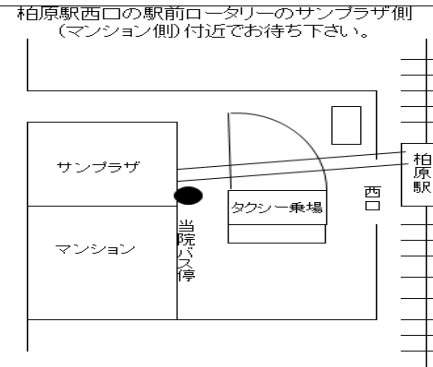 柏原駅西口の駅前ロータリーのサンプラザ側
(マンション側)付近でお待ち下さい。
サンプラザ
マンション
当院バス停
タクシー乗場
西口
柏原駅